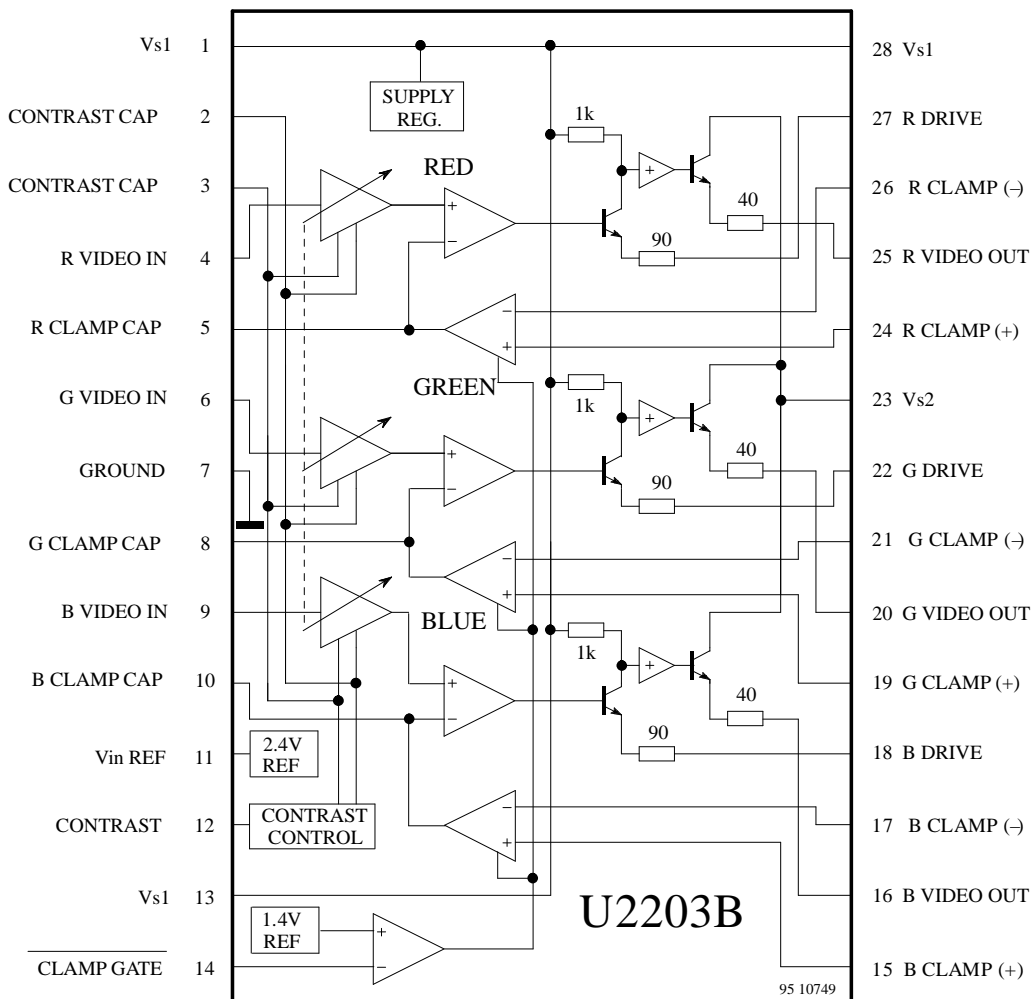 Vs1 1
CONTRAST CAP 2
CONTRAST CAP 3
R VIDEO IN 4
R CLAMP CAP 5
G VIDEO IN 6
GROUND 7
G CLAMP CAP 8
B VIDEO IN 9
B CLAMP CAP 10
Vin REF 11
CONTRAST 12
Vs1 13
CLAMP GATE 14
SUPPLY
REG.
RED
+
−
−
+
1k
+
90
40
GREEN
+
−
−
+
1k
+
90
40
BLUE
+
−
−
+
1k
+
90
40
2.4V
REF
CONTRAST
CONTROL
1.4V
REF
+
−
U2203B
95 10749
28 Vs1
27 R DRIVE
26 R CLAMP (–)
25 R VIDEO OUT
24 R CLAMP (+)
23 Vs2
22 G DRIVE
21 G CLAMP (–)
20 G VIDEO OUT
19 G CLAMP (+)
18 B DRIVE
17 B CLAMP (–)
16 B VIDEO OUT
15 B CLAMP (+)